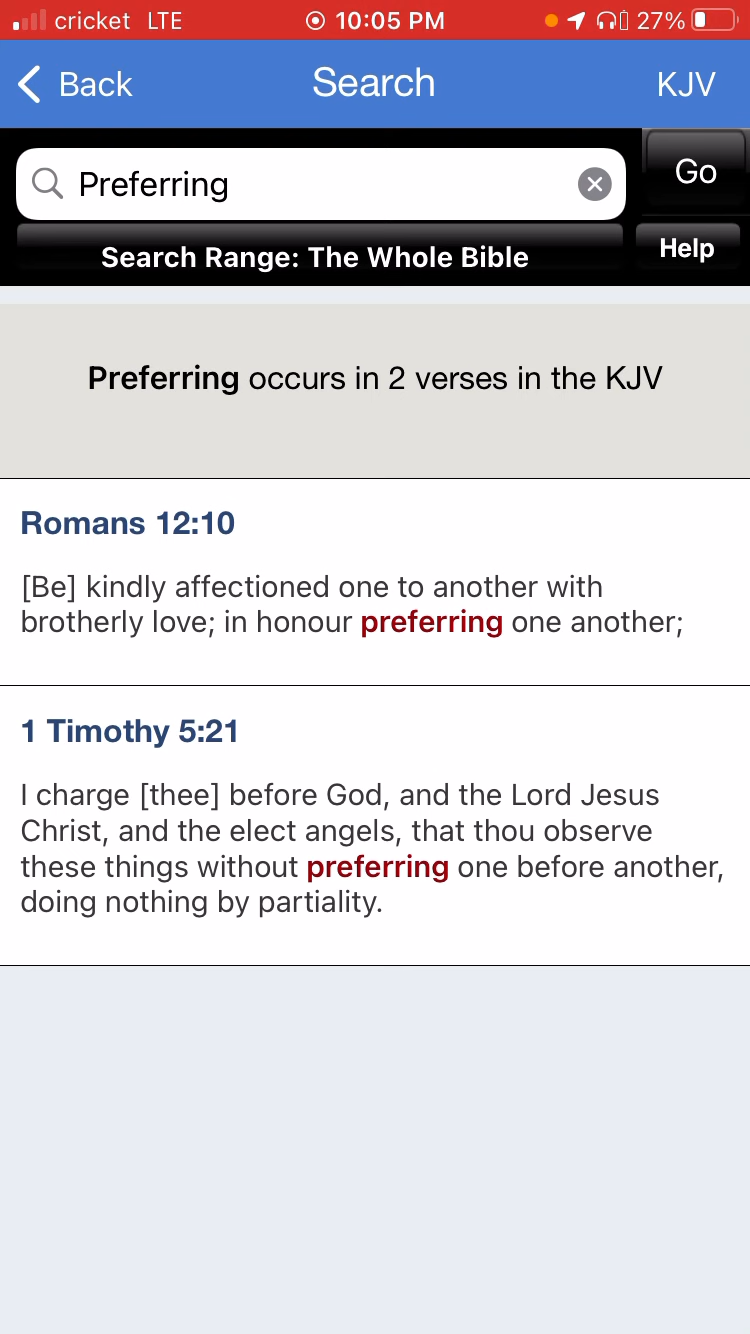 cricket LTE 10:05 PM 27%
Back Search KJV
Preferring Go
Search Range: The Whole Bible Help
Preferring occurs in 2 verses in the KJV
Romans 12:10
[Be] kindly affectioned one to another with
brotherly love; in honour preferring one another;
1 Timothy 5:21
I charge [thee] before God, and the Lord Jesus
Christ, and the elect angels, that thou observe
these things without preferring one before another,
doing nothing by partiality.